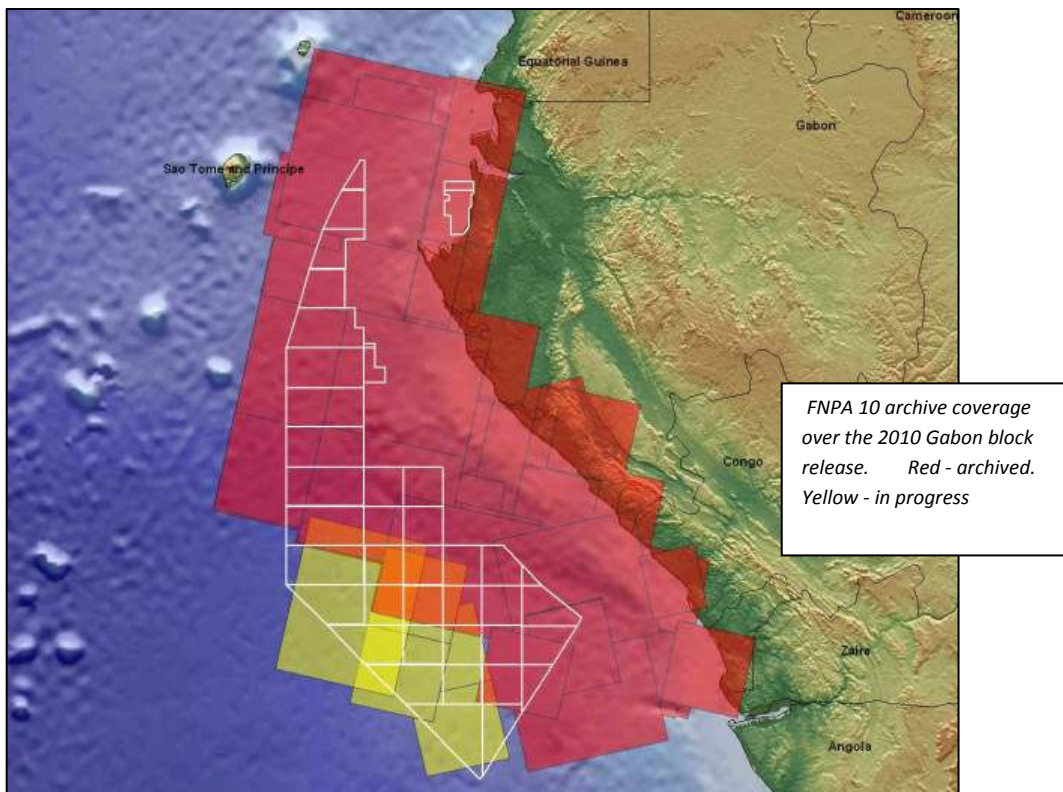 Cameroon
Equatorial Guinea
Gabon
Sao Tome and Principe
FNPA 10 archive coverage
over the 2010 Gabon block
release. Red - archived.
Yellow - in progress
Congo
Zaire
Angola